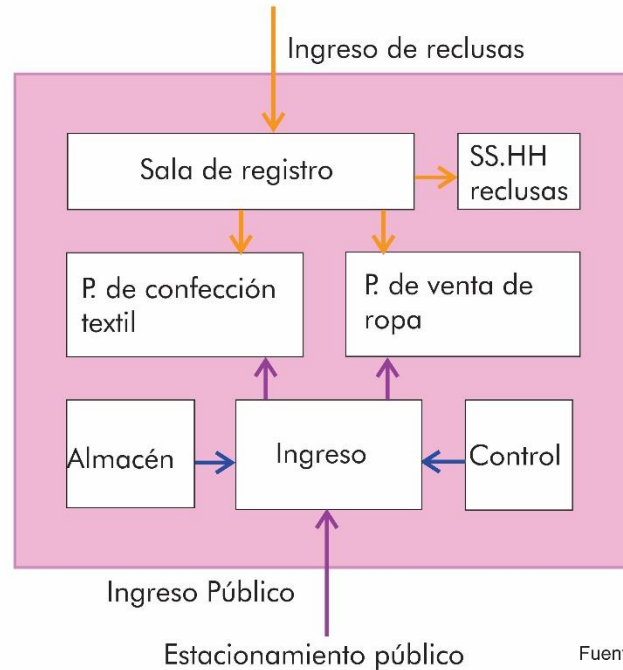 Ingreso de reclusas
Sala de registro
SS.HH
reclusas
P. de confección
textil
P. de venta de
ropa
Almacén
Ingreso
Control
Ingreso Público
Estacionamiento público